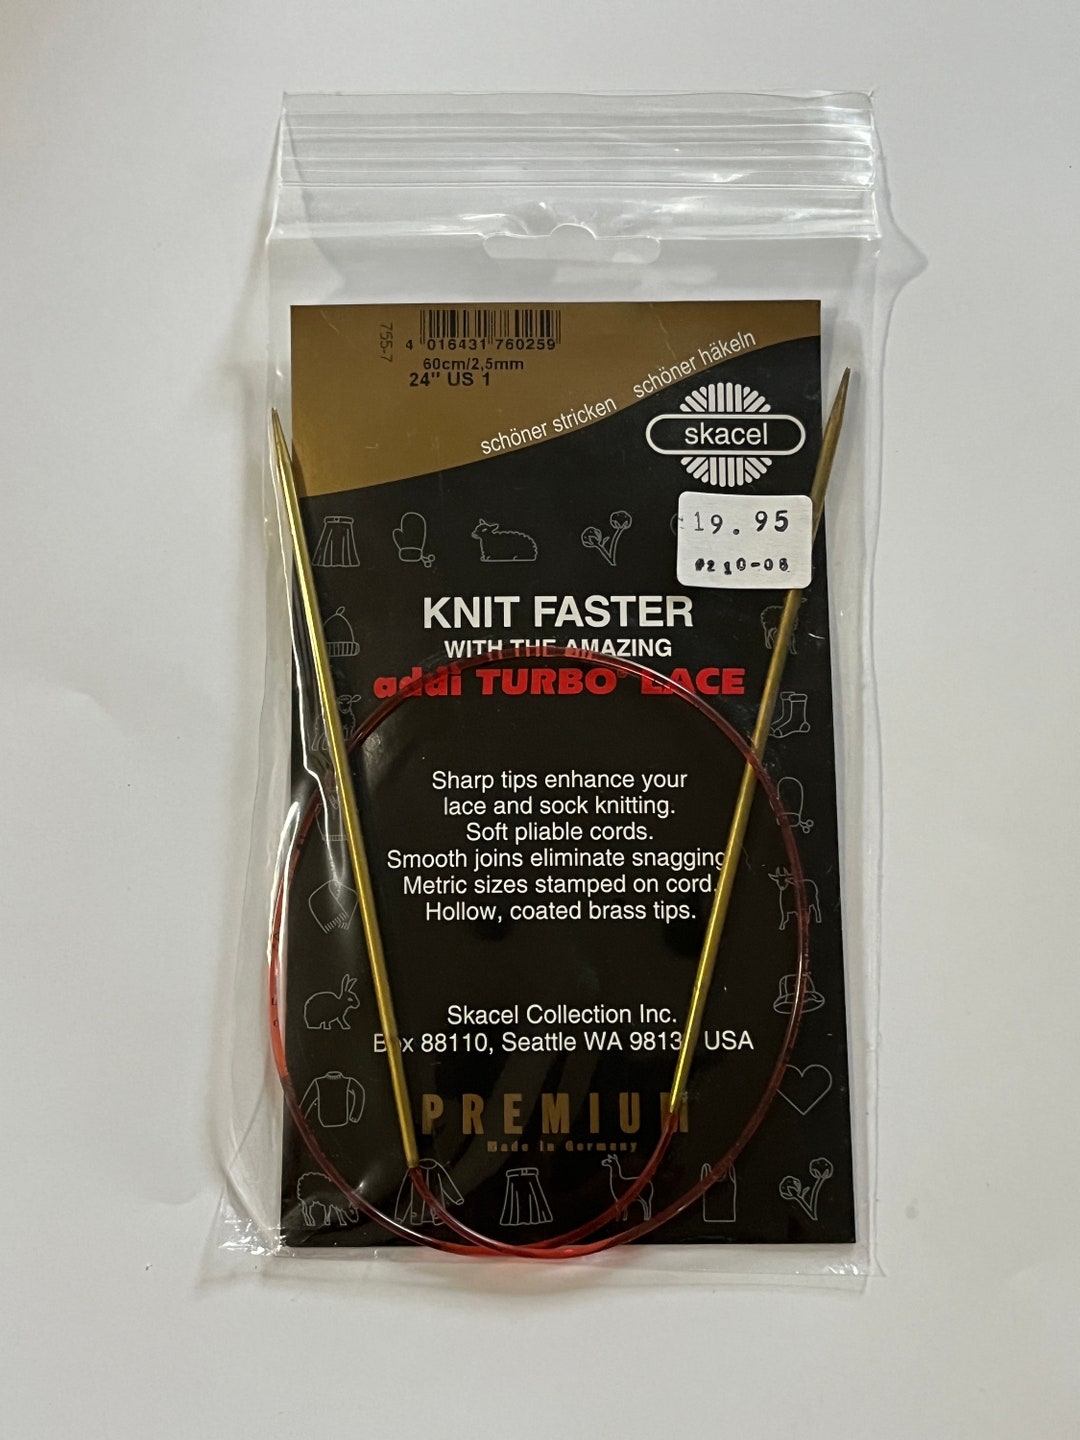 755-7
4 016431 760259
60cm/2,5mm
24" US 1
schöner stricken schöner häkeln
skacel
19.95
#210-08
KNIT FASTER
WITH THE AMAZING
addi TURBO® LACE
Sharp tips enhance your
lace and sock knitting.
Soft pliable cords.
Smooth joins eliminate snagging
Metric sizes stamped on cord.
Hollow, coated brass tips.
Skacel Collection Inc.
Box 88110, Seattle WA 9813 USA
PREMIUM
Made in Germany